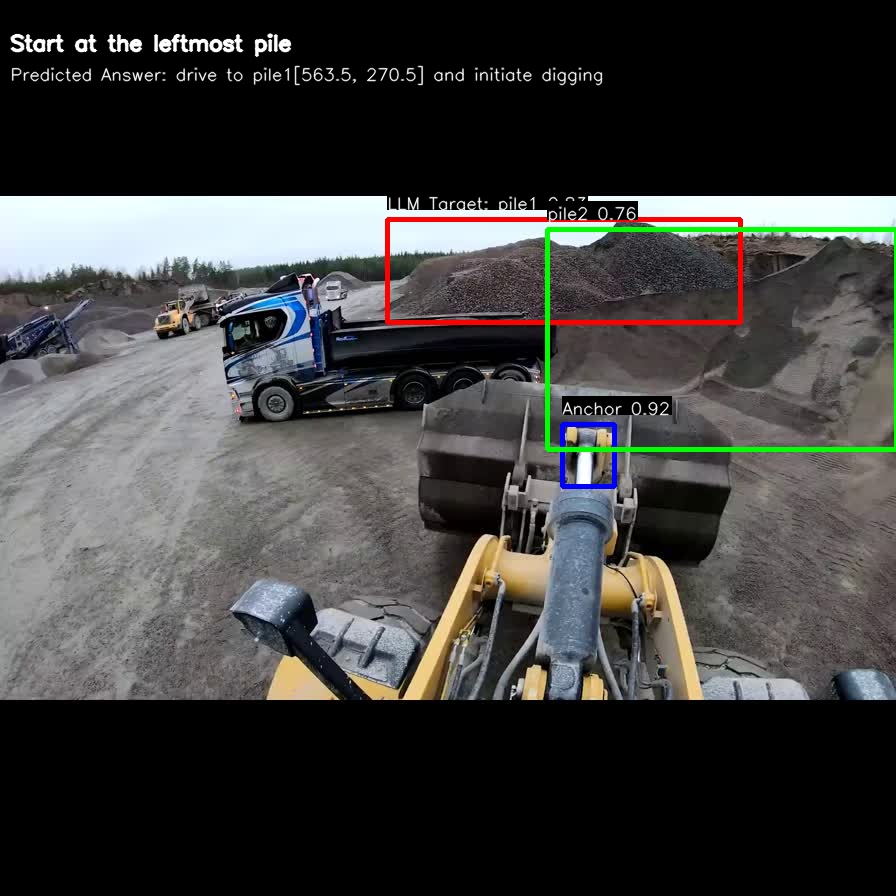 Start at the leftmost pile
Predicted Answer: drive to pile1[563.5, 270.5] and initiate digging
LLM Target: pile1
pile2 0.76
Anchor 0.92